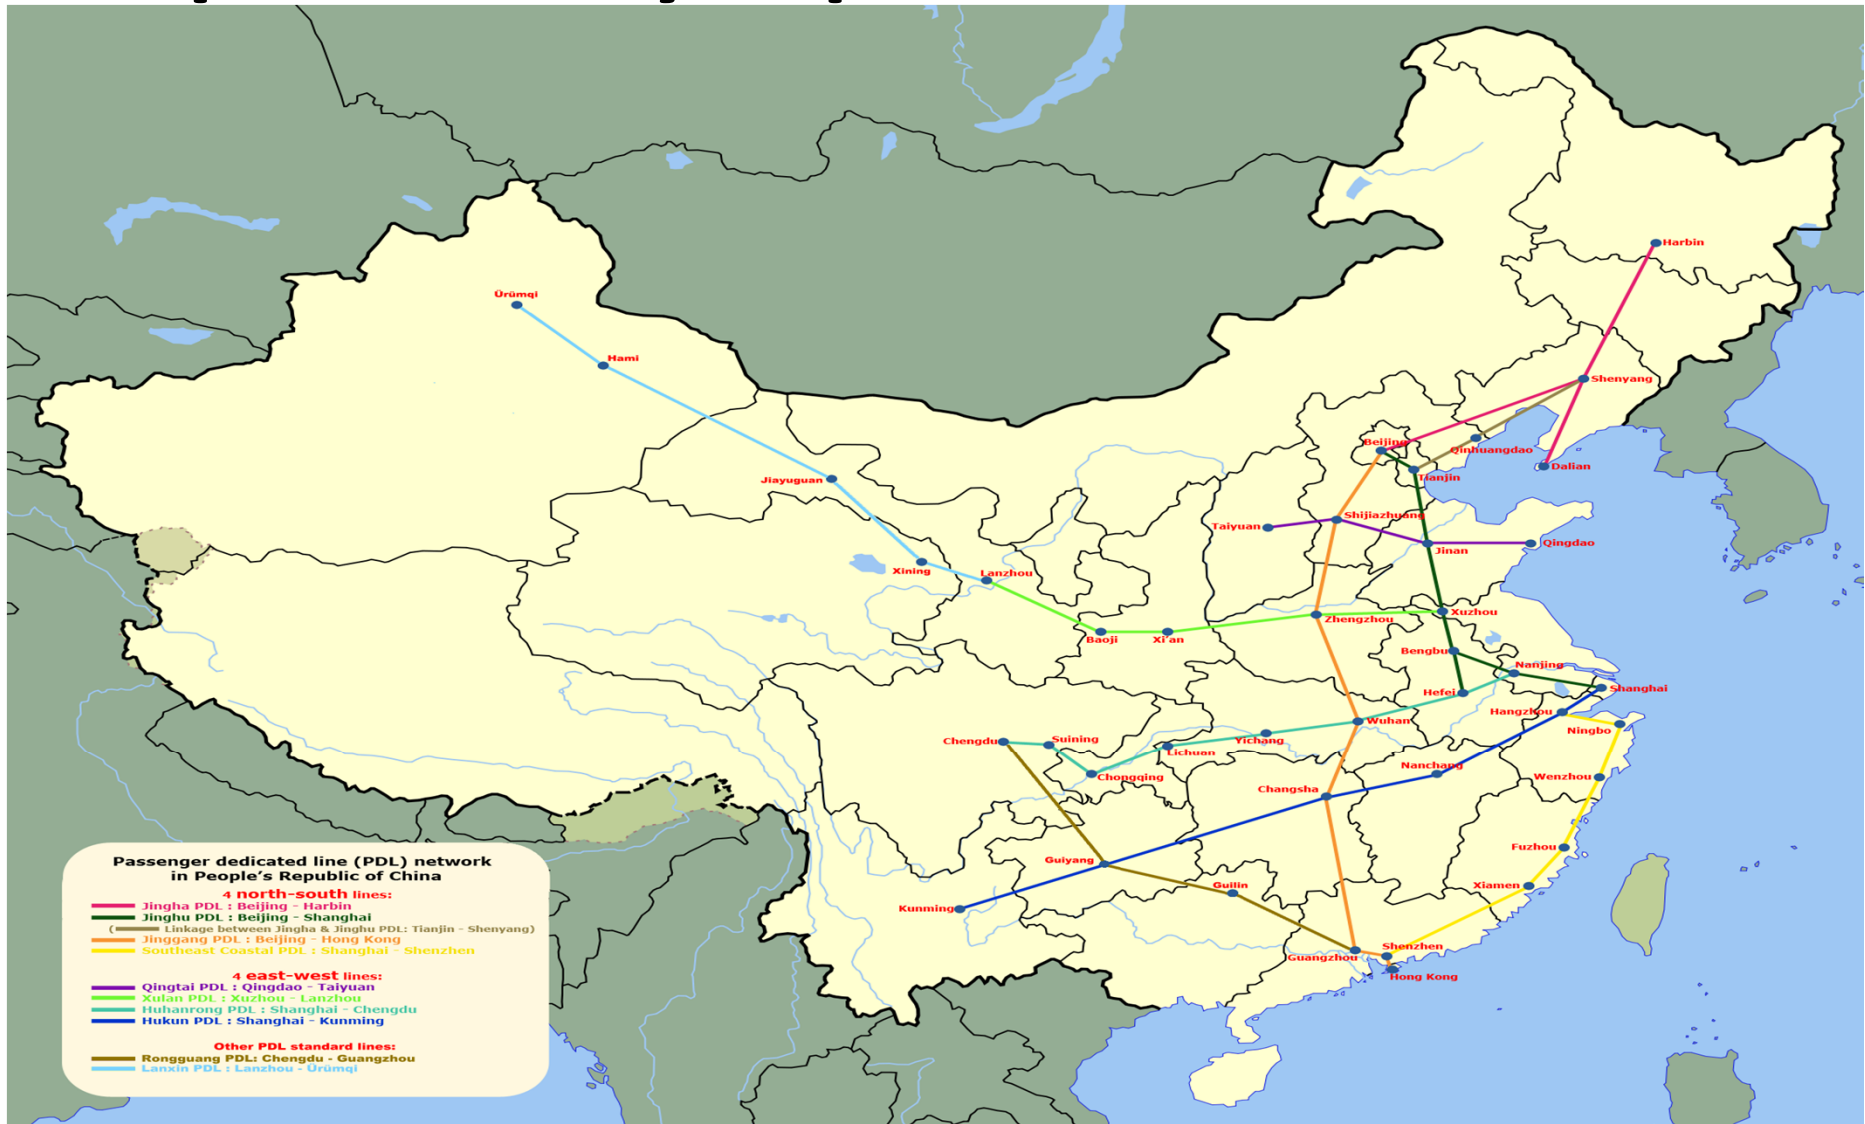 Harbin
Ürümqi
Hami
Shenyang
Beijing
Qinhuangdao
Dalian
Tianjin
Jiayuguan
Shijiazhuang
Taiyuan
Jinan
Qingdao
Xining
Lanzhou
Xuzhou
Zhengzhou
Baoji
Xi'an
Bengbu
Nanjing
Hefei
Shanghai
Hangzhou
Wuhan
Ningbo
Chengdu
Suining
Yichang
Lichuan
Chongqing
Nanchang
Wenzhou
Changsha
Fuzhou
Guiyang
Guilin
Xiamen
Kunming
Shenzhen
Guangzhou
Hong Kong
Passenger dedicated line (PDL) network
in People's Republic of China
4 north-south lines:
Jingha PDL : Beijing - Harbin
Jinghu PDL : Beijing - Shanghai
( Linkage between Jingha & Jinghu PDL: Tianjin - Shenyang)
Jinggang PDL : Beijing - Hong Kong
Southeast Coastal PDL : Shanghai - Shenzhen
4 east-west lines:
Qingtai PDL : Qingdao - Taiyuan
Xulan PDL : Xuzhou - Lanzhou
Huhanrong PDL : Shanghai - Chengdu
Hukun PDL : Shanghai - Kunming
Other PDL standard lines:
Rongguang PDL: Chengdu - Guangzhou
Lanxin PDL : Lanzhou - Ürümqi